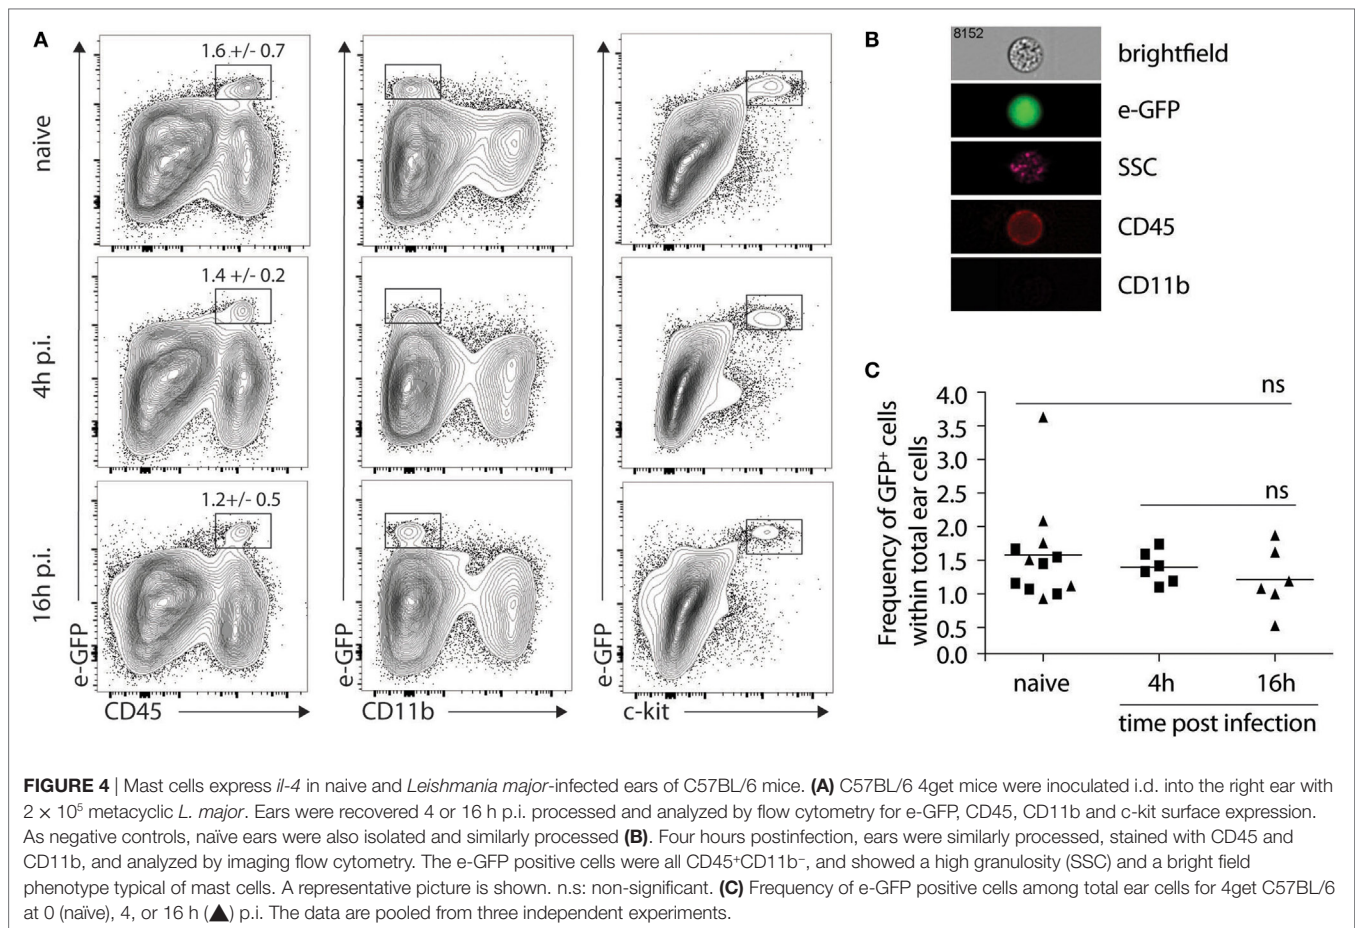 A
1.6 +/- 0.7
naive
1.4 +/- 0.2
4h p.i.
1.2+/- 0.5
16h p.i.
e-GFP
e-GFP
e-GFP
CD45
CD11b
c-kit
B
8152
brightfield
e-GFP
SSC
CD45
CD11b
C
ns
ns
4.0
3.5
3.0
2.5
2.0
1.5
1.0
0.5
0.0
Frequency of GFP⁺ cells
within total ear cells
naive 4h 16h
time post infection
FIGURE 4 | Mast cells express il-4 in naive and Leishmania major-infected ears of C57BL/6 mice. (A) C57BL/6 4get mice were inoculated i.d. into the right ear with
2 × 10⁵ metacyclic L. major. Ears were recovered 4 or 16 h p.i. processed and analyzed by flow cytometry for e-GFP, CD45, CD11b and c-kit surface expression.
As negative controls, naïve ears were also isolated and similarly processed (B). Four hours postinfection, ears were similarly processed, stained with CD45 and
CD11b, and analyzed by imaging flow cytometry. The e-GFP positive cells were all CD45⁺CD11b⁻, and showed a high granulosity (SSC) and a bright field
phenotype typical of mast cells. A representative picture is shown. n.s: non-significant. (C) Frequency of e-GFP positive cells among total ear cells for 4get C57BL/6
at 0 (naïve), 4, or 16 h (▲) p.i. The data are pooled from three independent experiments.